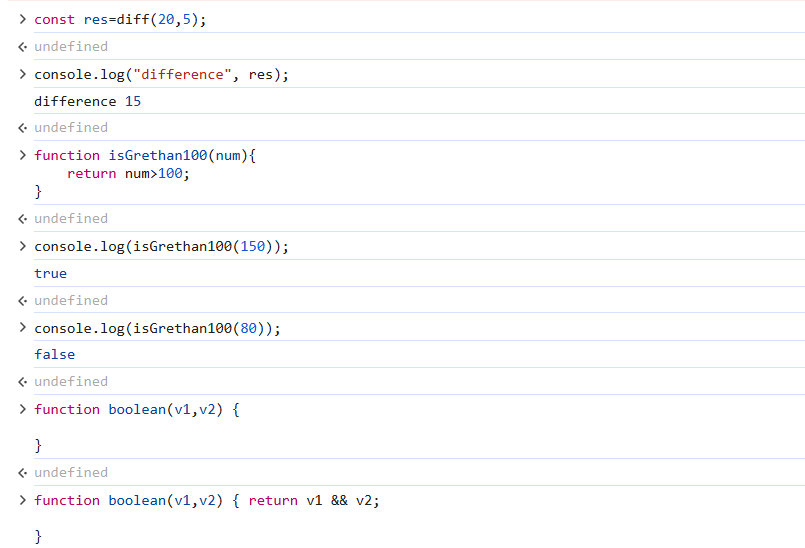 > const res=diff(20,5);
undefined
> console.log("difference", res);
difference 15
undefined
> function isGrethan100(num){
return num>100;
}
undefined
> console.log(isGrethan100(150));
true
undefined
> console.log(isGrethan100(80));
false
undefined
> function boolean(v1,v2) {
}
undefined
> function boolean(v1,v2) { return v1 && v2;
}